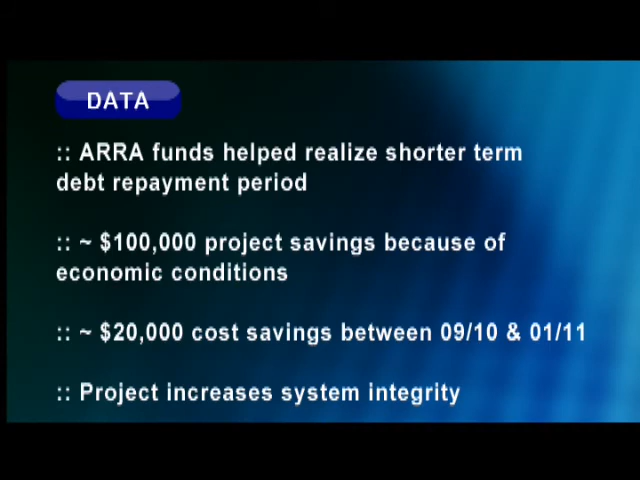 DATA
:: ARRA funds helped realize shorter term
debt repayment period
:: ~ $100,000 project savings because of
economic conditions
:: ~ $20,000 cost savings between 09/10 & 01/11
:: Project increases system integrity